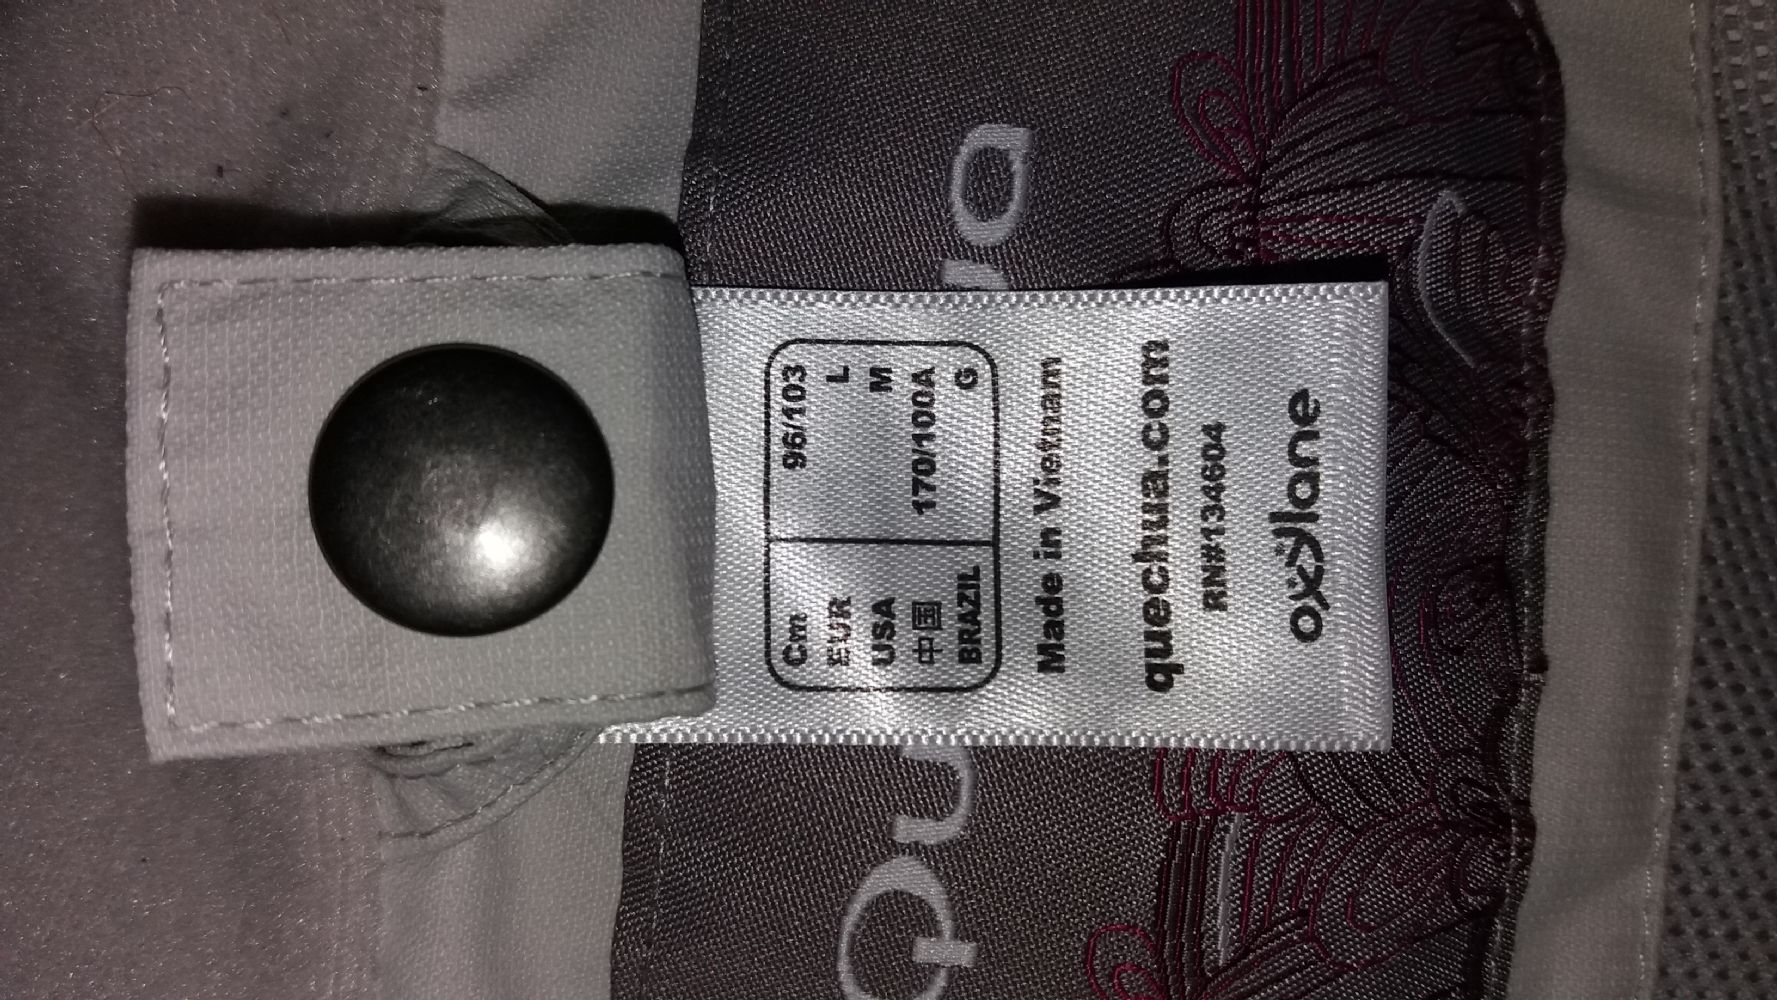 Cm 96/103
EUR L
USA M
中国 170/100A
BRAZIL G
Made in Vietnam
quechua.com
RN#134604
oxylane